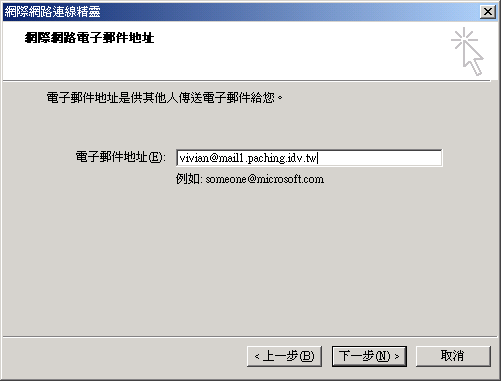 網際網路連線精靈
網際網路電子郵件地址
電子郵件地址是供其他人傳送電子郵件給您。
電子郵件地址(E): vivian@mail1.paching.idv.tw
例如: someone@microsoft.com
<上一步(B) 下一步(N) > 取消